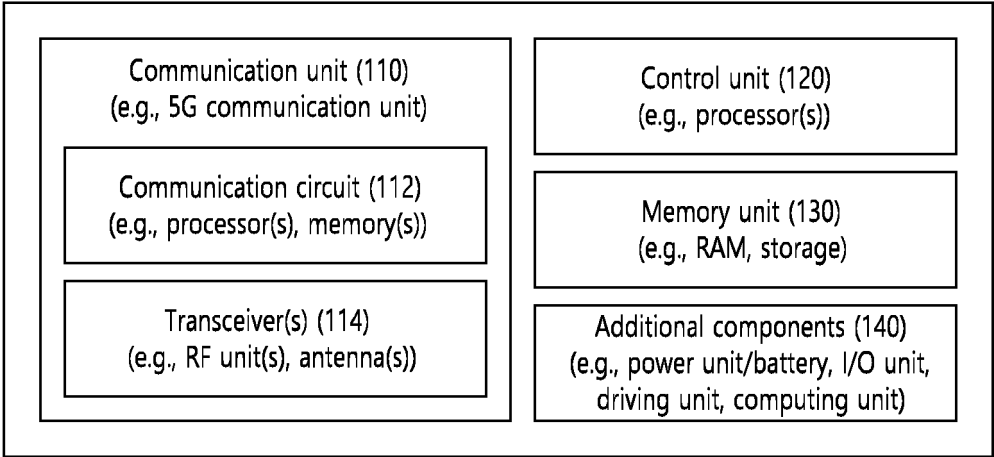 Communication unit (110)
(e.g., 5G communication unit)
Communication circuit (112)
(e.g., processor(s), memory(s))
Transceiver(s) (114)
(e.g., RF unit(s), antenna(s))
Control unit (120)
(e.g., processor(s))
Memory unit (130)
(e.g., RAM, storage)
Additional components (140)
(e.g., power unit/battery, I/O unit,
driving unit, computing unit)